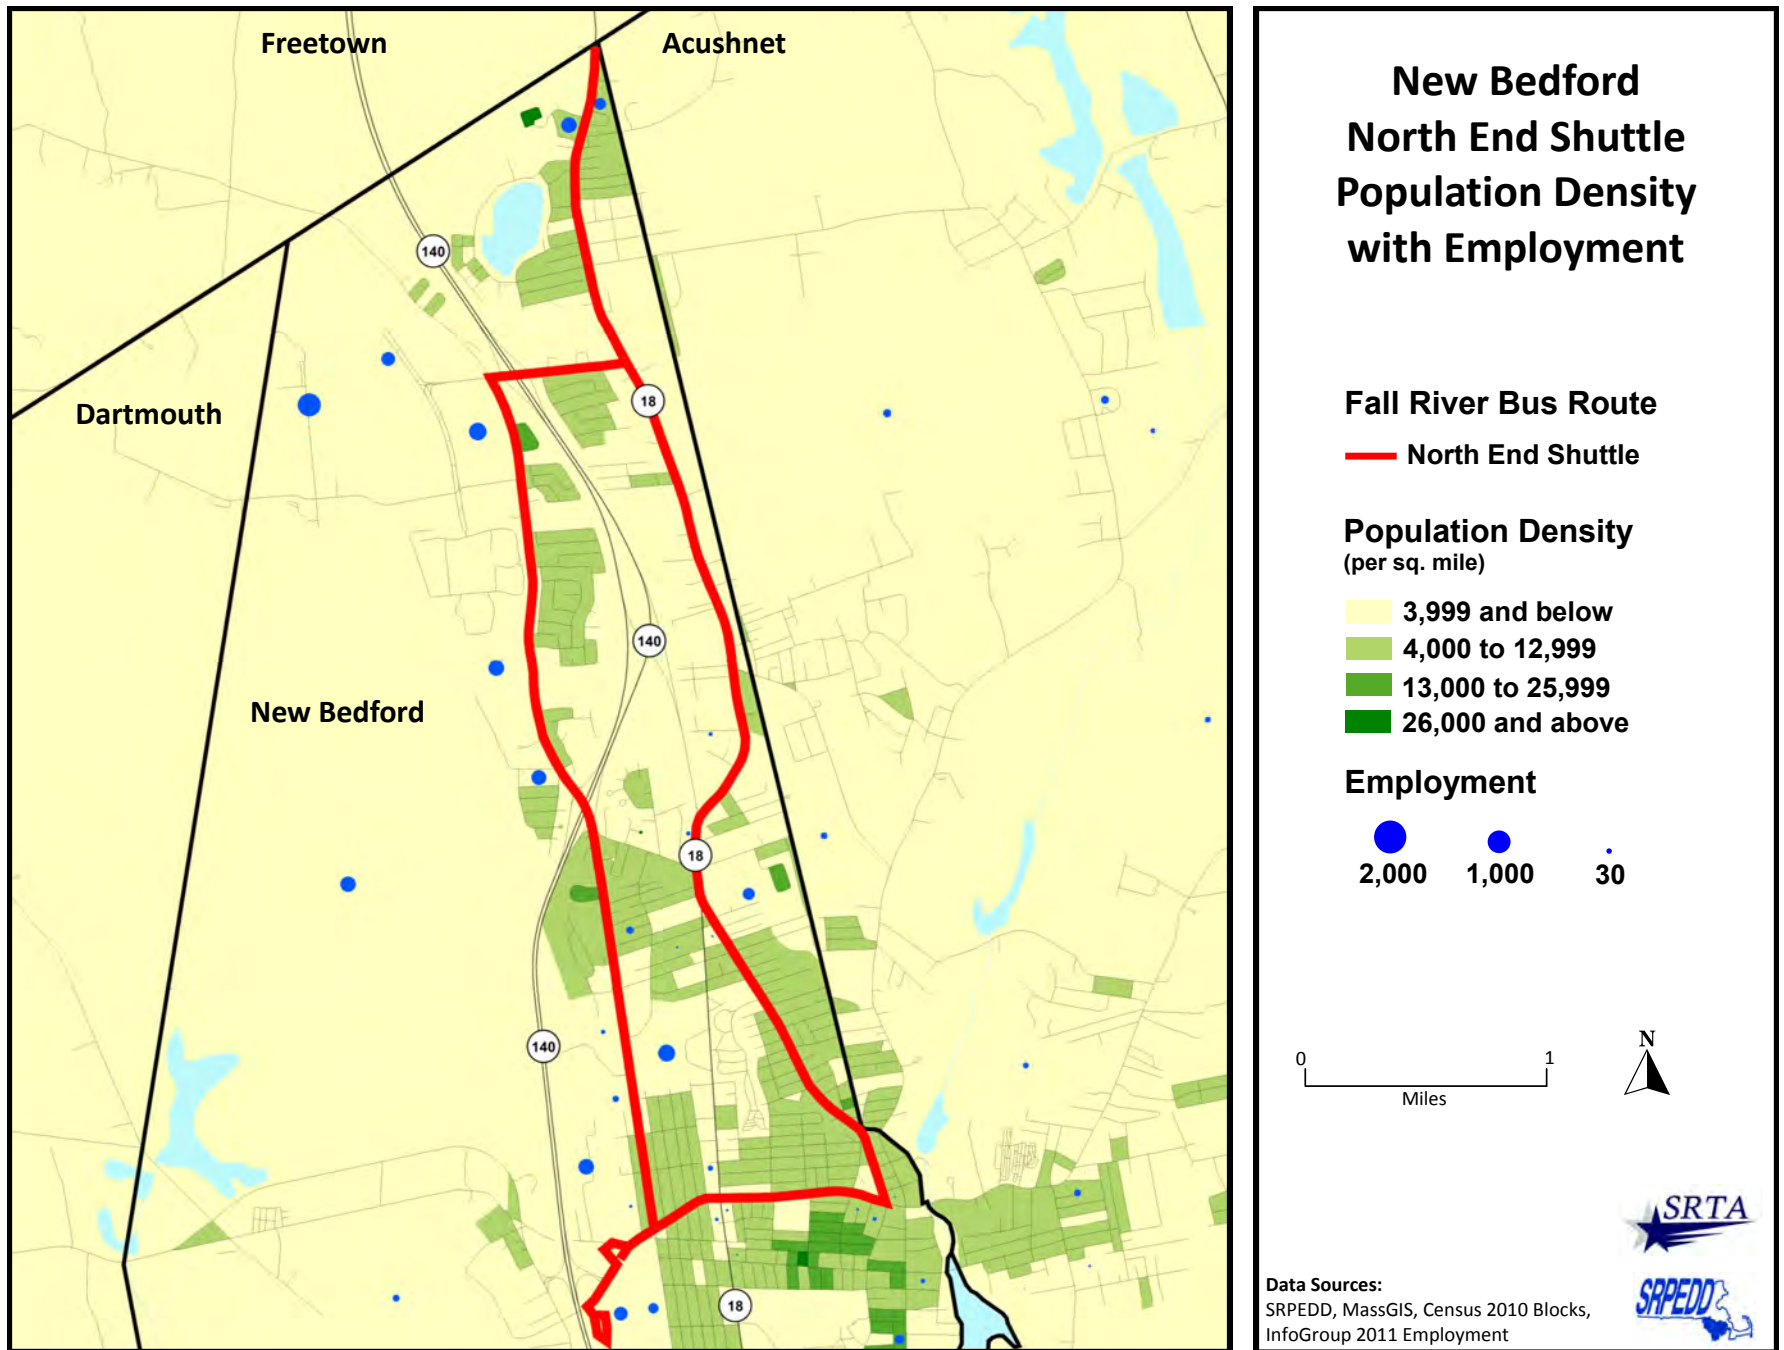 Freetown
Acushnet
140
Dartmouth
18
140
New Bedford
18
140
18
New Bedford
North End Shuttle
Population Density
with Employment
Fall River Bus Route
North End Shuttle
Population Density
(per sq. mile)
3,999 and below
4,000 to 12,999
13,000 to 25,999
26,000 and above
Employment
2,000 1,000 30
N
0 1
Miles
SRTA
SRPEDD
Data Sources:
SRPEDD, MassGIS, Census 2010 Blocks,
InfoGroup 2011 Employment